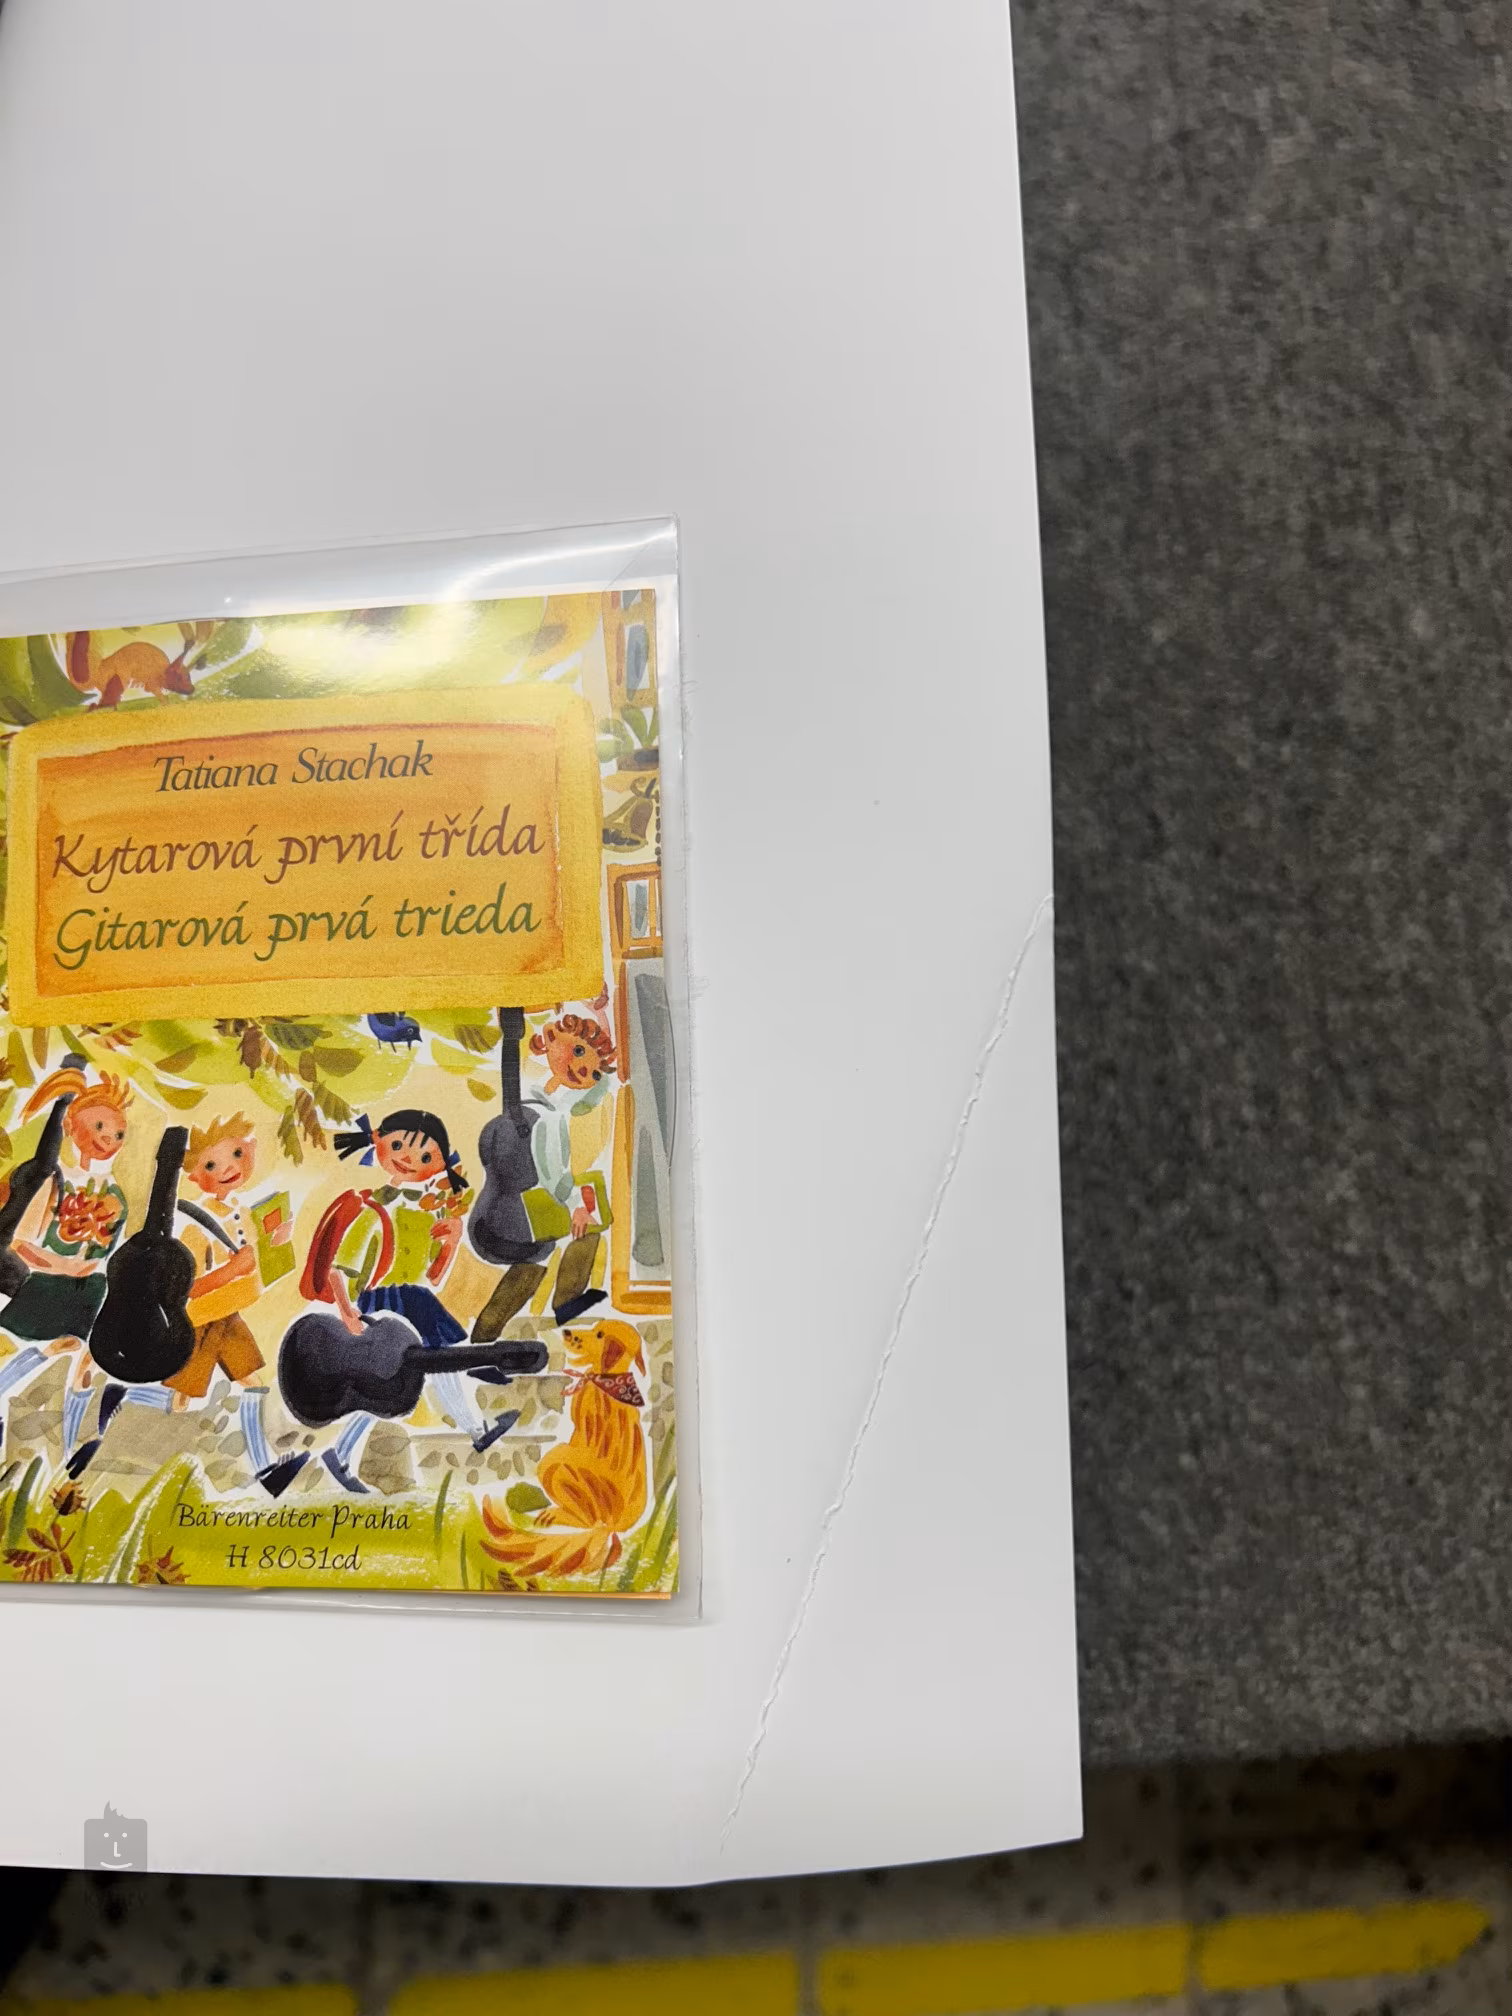 Tatiana Stachak
Kytarová první třída
Gitarová prvá trieda
Bärenreiter Praha
H 8031cd